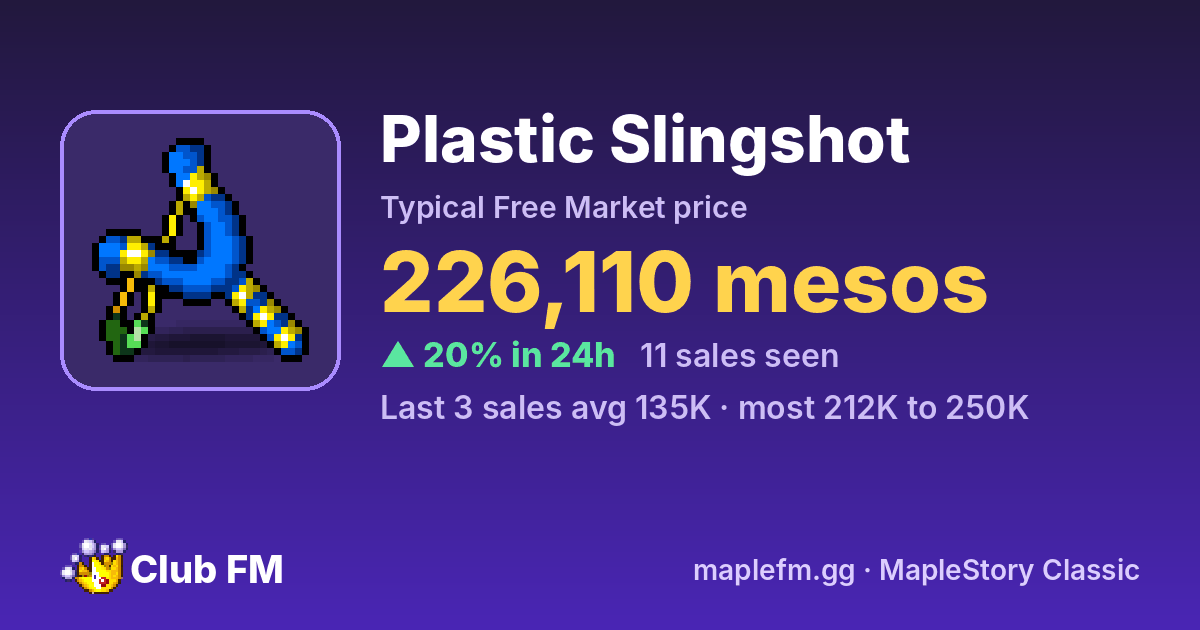 Plastic Slingshot
Typical Free Market price
226,110 mesos
▲ 20% in 24h 11 sales seen
Last 3 sales avg 135K · most 212K to 250K
Club FM
maplefm.gg · MapleStory Classic